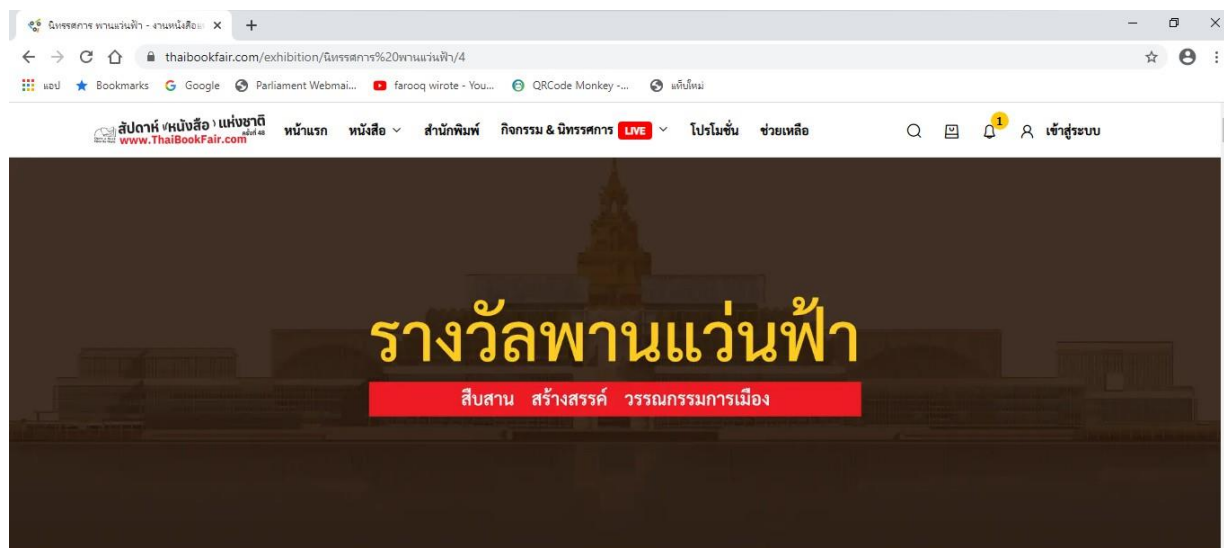 นิทรรศการ พานแว่นฟ้า - งานหนังสือแ
thaibookfair.com/exhibition/นิทรรศการ%20พานแว่นฟ้า/4
แอป Bookmarks Google Parliament Webmai... farooq wirote - You... QRCode Monkey -... แท็บใหม่
สัปดาห์ หนังสือ แห่งชาติ
ครั้งที่ 48
www.ThaiBookFair.com
หน้าแรก หนังสือ สำนักพิมพ์ กิจกรรม & นิทรรศการ LIVE โปรโมชั่น ช่วยเหลือ 1 เข้าสู่ระบบ
รางวัลพานแว่นฟ้า
สืบสาน สร้างสรรค์ วรรณกรรมการเมือง